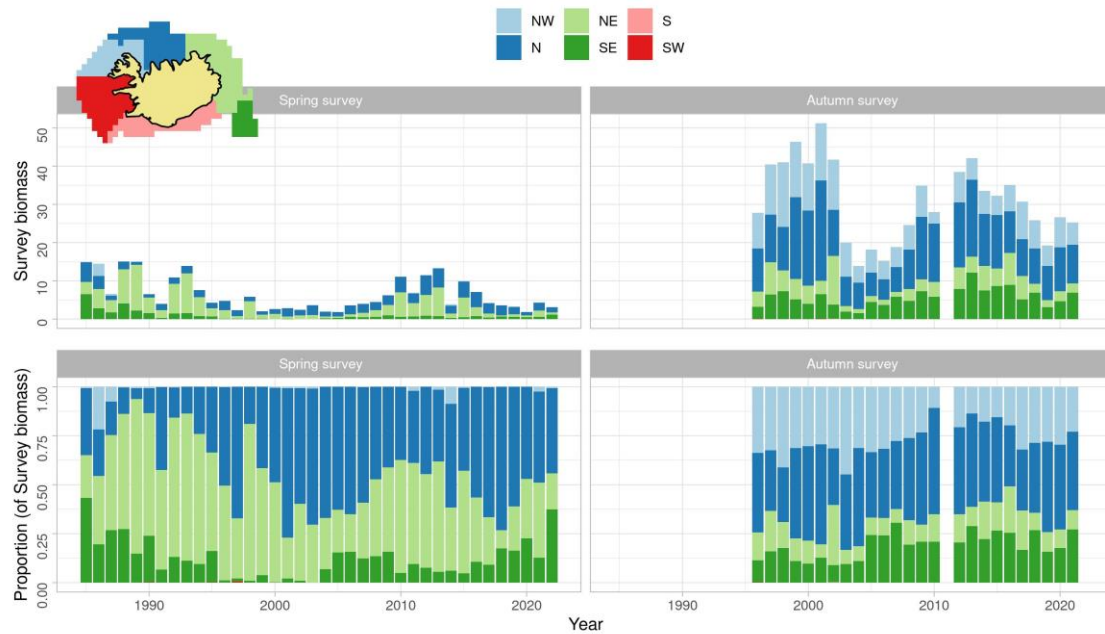 NW NE S
N SE SW
Spring survey Autumn survey
Survey biomass
50
40
30
20
10
0
Spring survey Autumn survey
Proportion (of Survey biomass)
1.00
0.75
0.50
0.25
0.00
1990 2000 2010 2020 1990 2000 2010 2020
Year